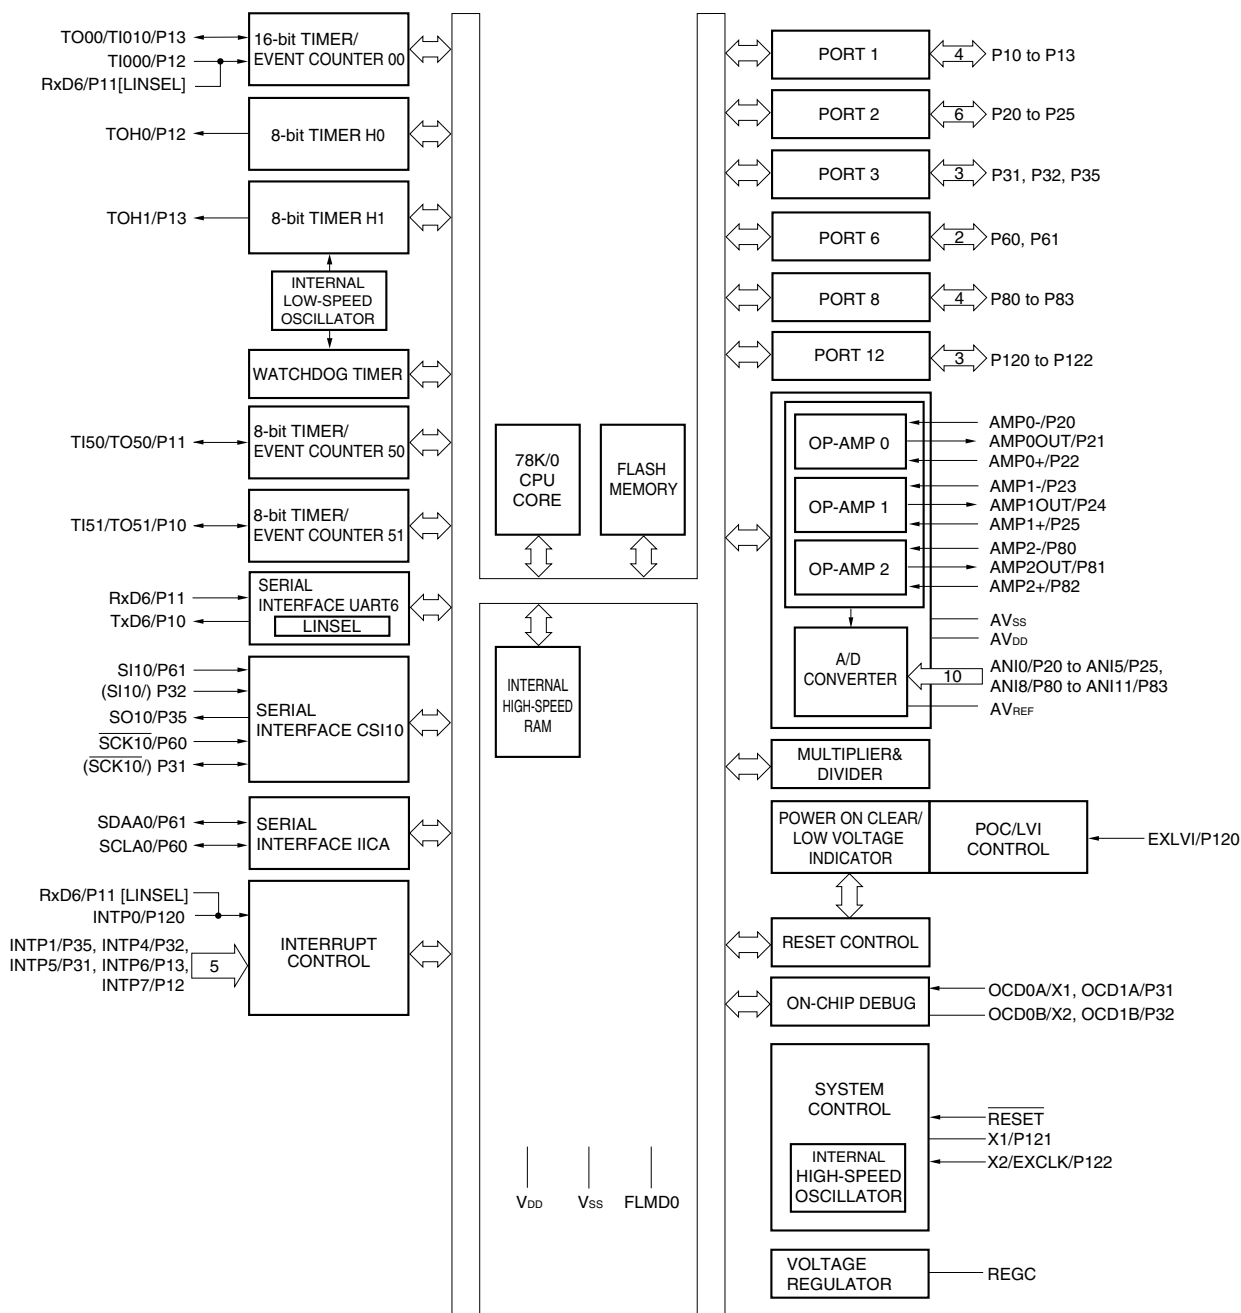 TO00/TI010/P13
TI000/P12
RxD6/P11[LINSEL]
16-bit TIMER/
EVENT COUNTER 00
TOH0/P12
8-bit TIMER H0
TOH1/P13
8-bit TIMER H1
INTERNAL
LOW-SPEED
OSCILLATOR
WATCHDOG TIMER
TI50/TO50/P11
8-bit TIMER/
EVENT COUNTER 50
TI51/TO51/P10
8-bit TIMER/
EVENT COUNTER 51
RxD6/P11
TxD6/P10
SERIAL
INTERFACE UART6
LINSEL
SI10/P61
(SI10/) P32
SO10/P35
SCK10/P60
(SCK10/) P31
SERIAL
INTERFACE CSI10
SDAA0/P61
SCLA0/P60
SERIAL
INTERFACE IICA
RxD6/P11 [LINSEL]
INTP0/P120
INTP1/P35, INTP4/P32,
INTP5/P31, INTP6/P13,
INTP7/P12
5
INTERRUPT
CONTROL
78K/0
CPU
CORE
FLASH
MEMORY
INTERNAL
HIGH-SPEED
RAM
VDD
VSS
FLMD0
PORT 1
4
P10 to P13
PORT 2
6
P20 to P25
PORT 3
3
P31, P32, P35
PORT 6
2
P60, P61
PORT 8
4
P80 to P83
PORT 12
3
P120 to P122
OP-AMP 0
AMP0-/P20
AMP0OUT/P21
AMP0+/P22
OP-AMP 1
AMP1-/P23
AMP1OUT/P24
AMP1+/P25
OP-AMP 2
AMP2-/P80
AMP2OUT/P81
AMP2+/P82
AVSS
AVDD
A/D
CONVERTER
10
ANI0/P20 to ANI5/P25,
ANI8/P80 to ANI11/P83
AVREF
MULTIPLIER&
DIVIDER
POWER ON CLEAR/
LOW VOLTAGE
INDICATOR
POC/LVI
CONTROL
EXLVI/P120
RESET CONTROL
ON-CHIP DEBUG
OCD0A/X1, OCD1A/P31
OCD0B/X2, OCD1B/P32
SYSTEM
CONTROL
INTERNAL
HIGH-SPEED
OSCILLATOR
RESET
X1/P121
X2/EXCLK/P122
VOLTAGE
REGULATOR
REGC